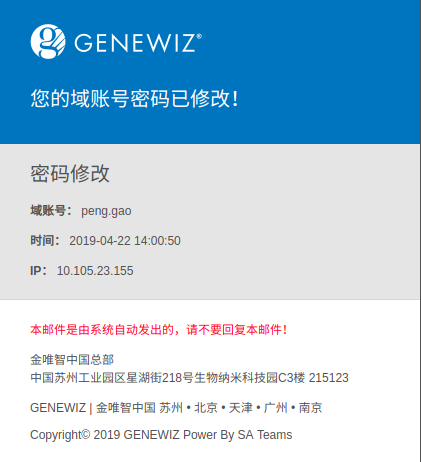 GENEWIZ®
您的域账号密码已修改!
密码修改
域账号： peng.gao
时间： 2019-04-22 14:00:50
IP： 10.105.23.155
本邮件是由系统自动发出的，请不要回复本邮件!
金唯智中国总部
中国苏州工业园区星湖街218号生物纳米科技园C3楼 215123
GENEWIZ | 金唯智中国 苏州 • 北京 • 天津 • 广州 • 南京
Copyright© 2019 GENEWIZ Power By SA Teams